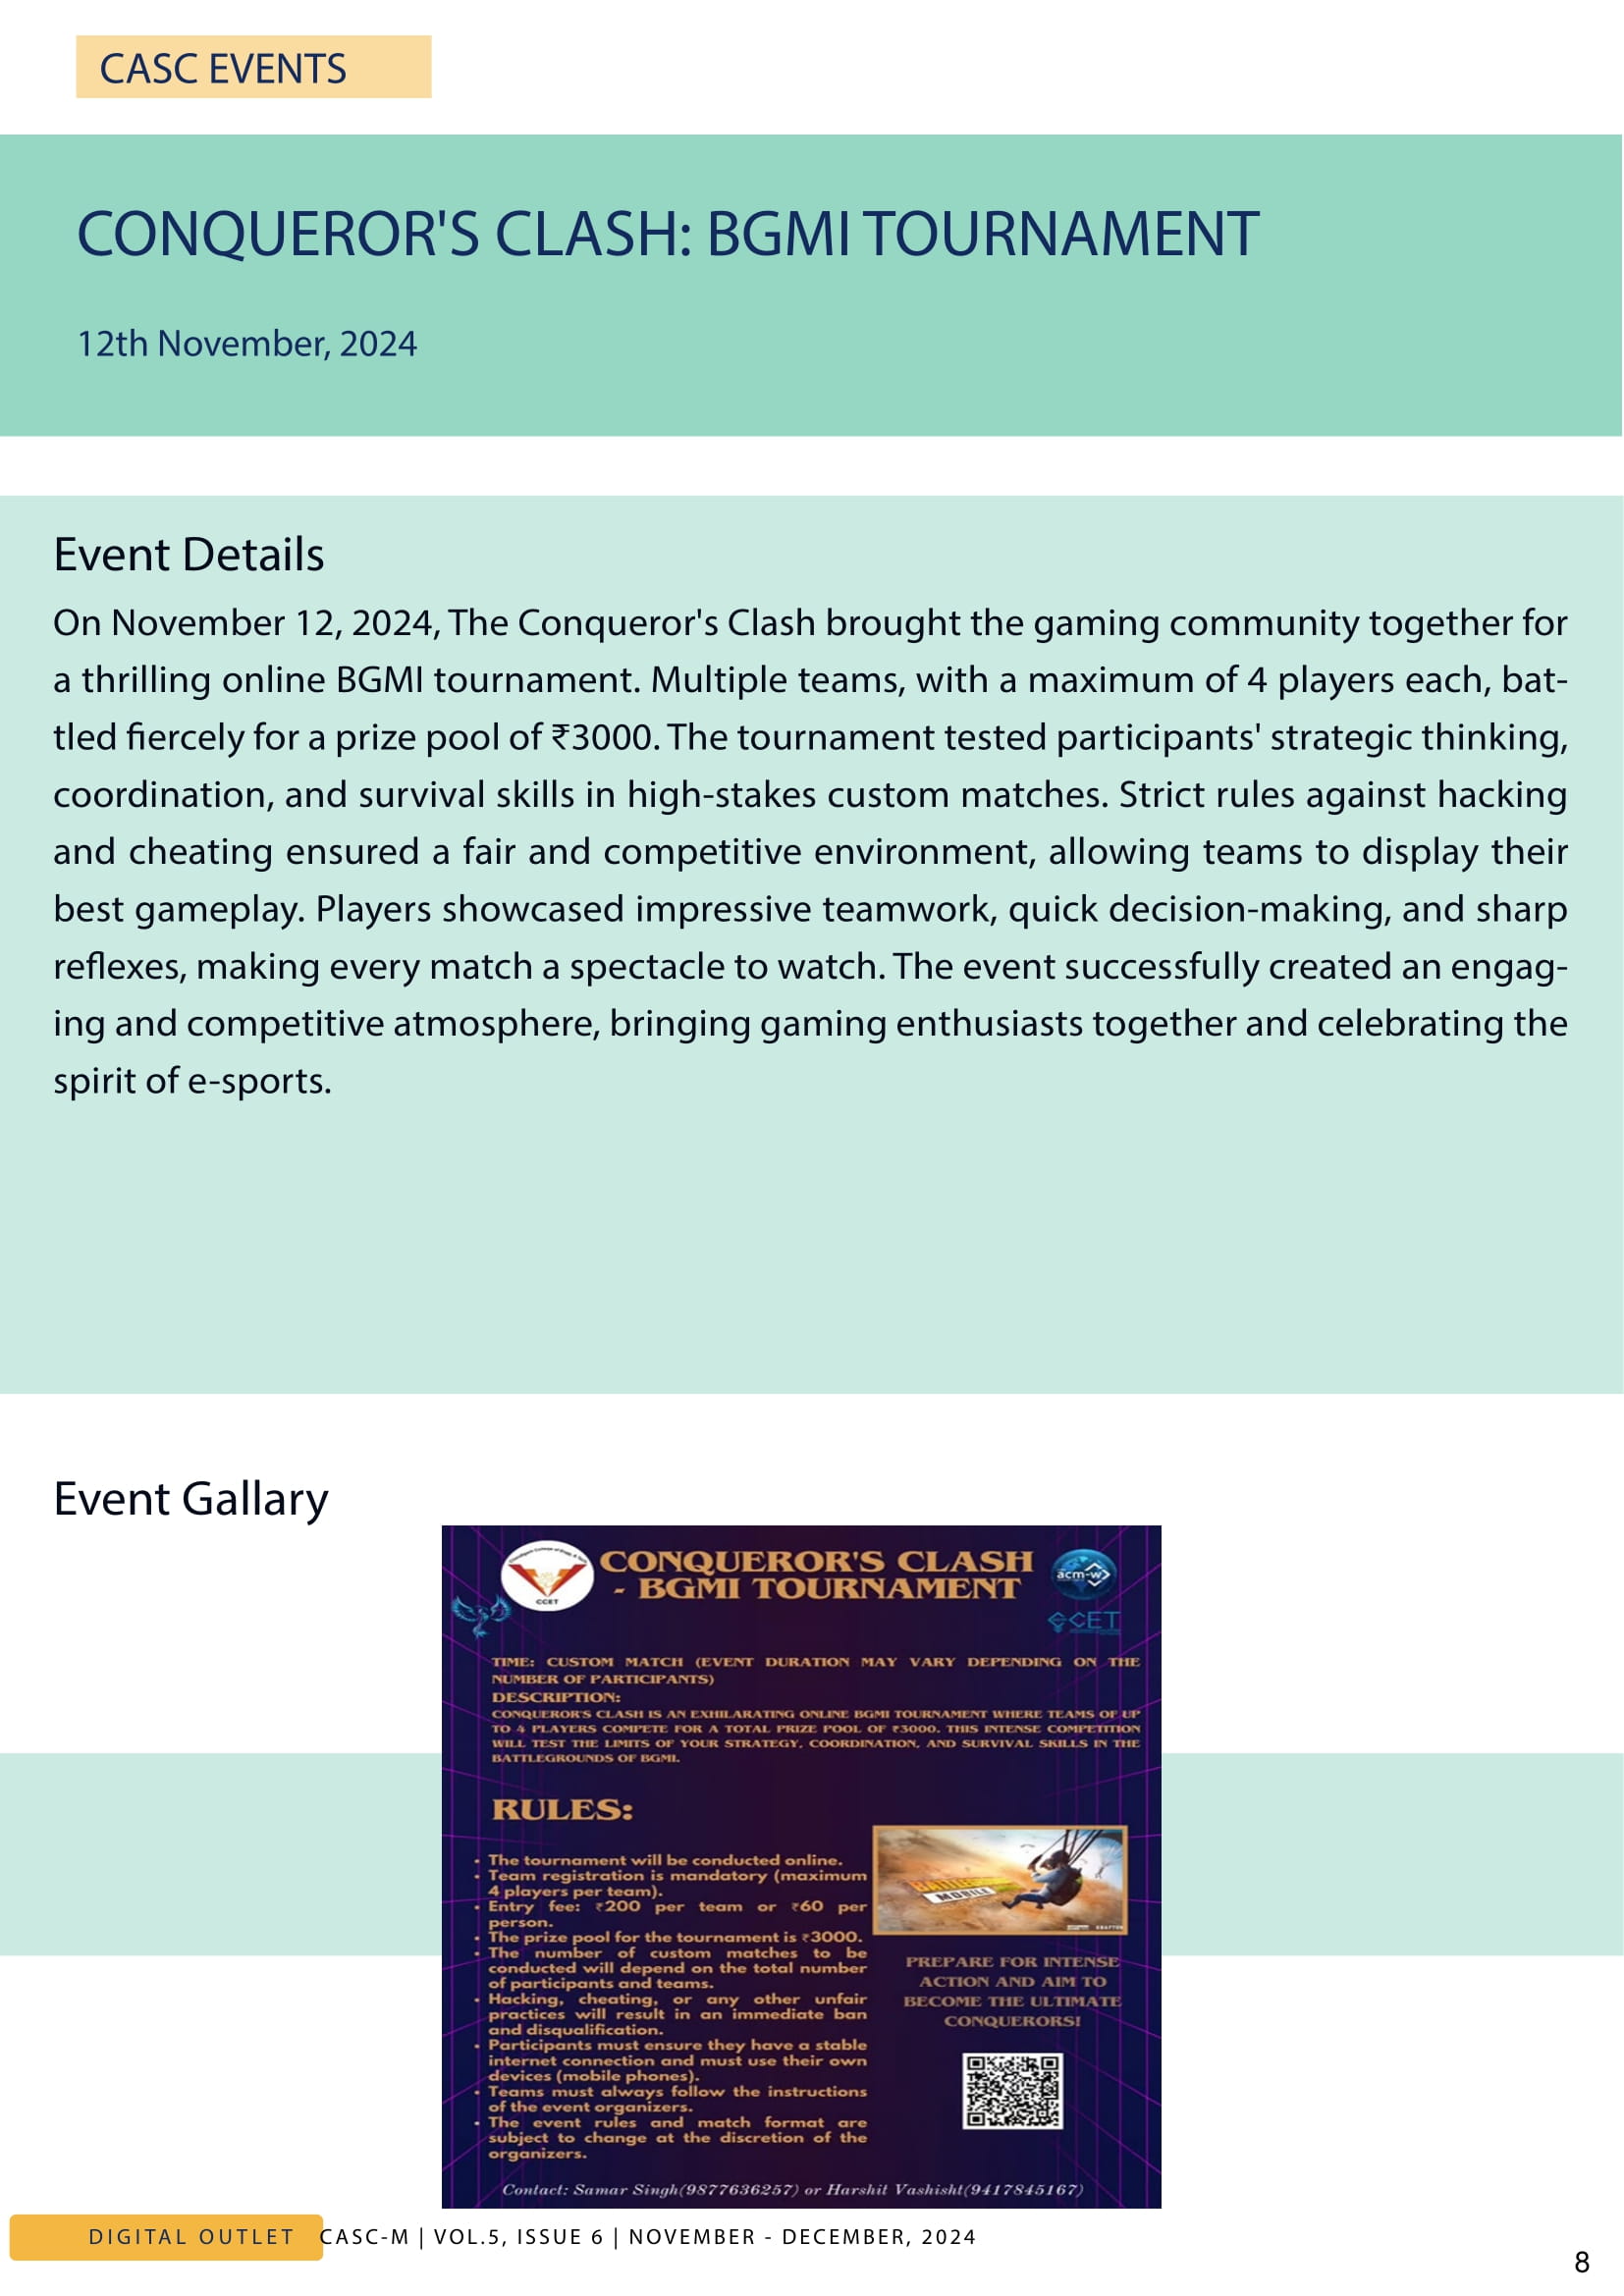 CASC EVENTS
CONQUEROR'S CLASH: BGMI TOURNAMENT
12th November, 2024
Event Details
On November 12, 2024, The Conqueror's Clash brought the gaming community together for
a thrilling online BGMI tournament. Multiple teams, with a maximum of 4 players each, bat-
tled fiercely for a prize pool of ₹3000. The tournament tested participants' strategic thinking,
coordination, and survival skills in high-stakes custom matches. Strict rules against hacking
and cheating ensured a fair and competitive environment, allowing teams to display their
best gameplay. Players showcased impressive teamwork, quick decision-making, and sharp
reflexes, making every match a spectacle to watch. The event successfully created an engag-
ing and competitive atmosphere, bringing gaming enthusiasts together and celebrating the
spirit of e-sports.
Event Gallary
CCET
CONQUEROR'S CLASH
- BGMI TOURNAMENT
acm-w
CCET
TIME: CUSTOM MATCH (EVENT DURATION MAY VARY DEPENDING ON THE
NUMBER OF PARTICIPANTS)
DESCRIPTION:
CONQUEROR'S CLASH IS AN EXHILARATING ONLINE BGMI TOURNAMENT WHERE TEAMS OF UP
TO 4 PLAYERS COMPETE FOR A TOTAL PRIZE POOL OF ₹3000. THIS INTENSE COMPETITION
WILL TEST THE LIMITS OF YOUR STRATEGY, COORDINATION, AND SURVIVAL SKILLS IN THE
BATTLEGROUNDS OF BGMI.
RULES:
• The tournament will be conducted online.
• Team registration is mandatory (maximum
4 players per team).
• Entry fee: ₹200 per team or ₹60 per
person.
• The prize pool for the tournament is ₹3000.
• The number of custom matches to be
conducted will depend on the total number
of participants and teams.
• Hacking, cheating, or any other unfair
practices will result in an immediate ban
and disqualification.
• Participants must ensure they have a stable
internet connection and must use their own
devices (mobile phones).
• Teams must always follow the instructions
of the event organizers.
• The event rules and match format are
subject to change at the discretion of the
organizers.
MOBILE
PREPARE FOR INTENSE
ACTION AND AIM TO
BECOME THE ULTIMATE
CONQUERORS!
Contact: Samar Singh(9877636257) or Harshit Vashisht(9417845167)
DIGITAL OUTLET CASC-M | VOL.5, ISSUE 6 | NOVEMBER - DECEMBER, 2024
8